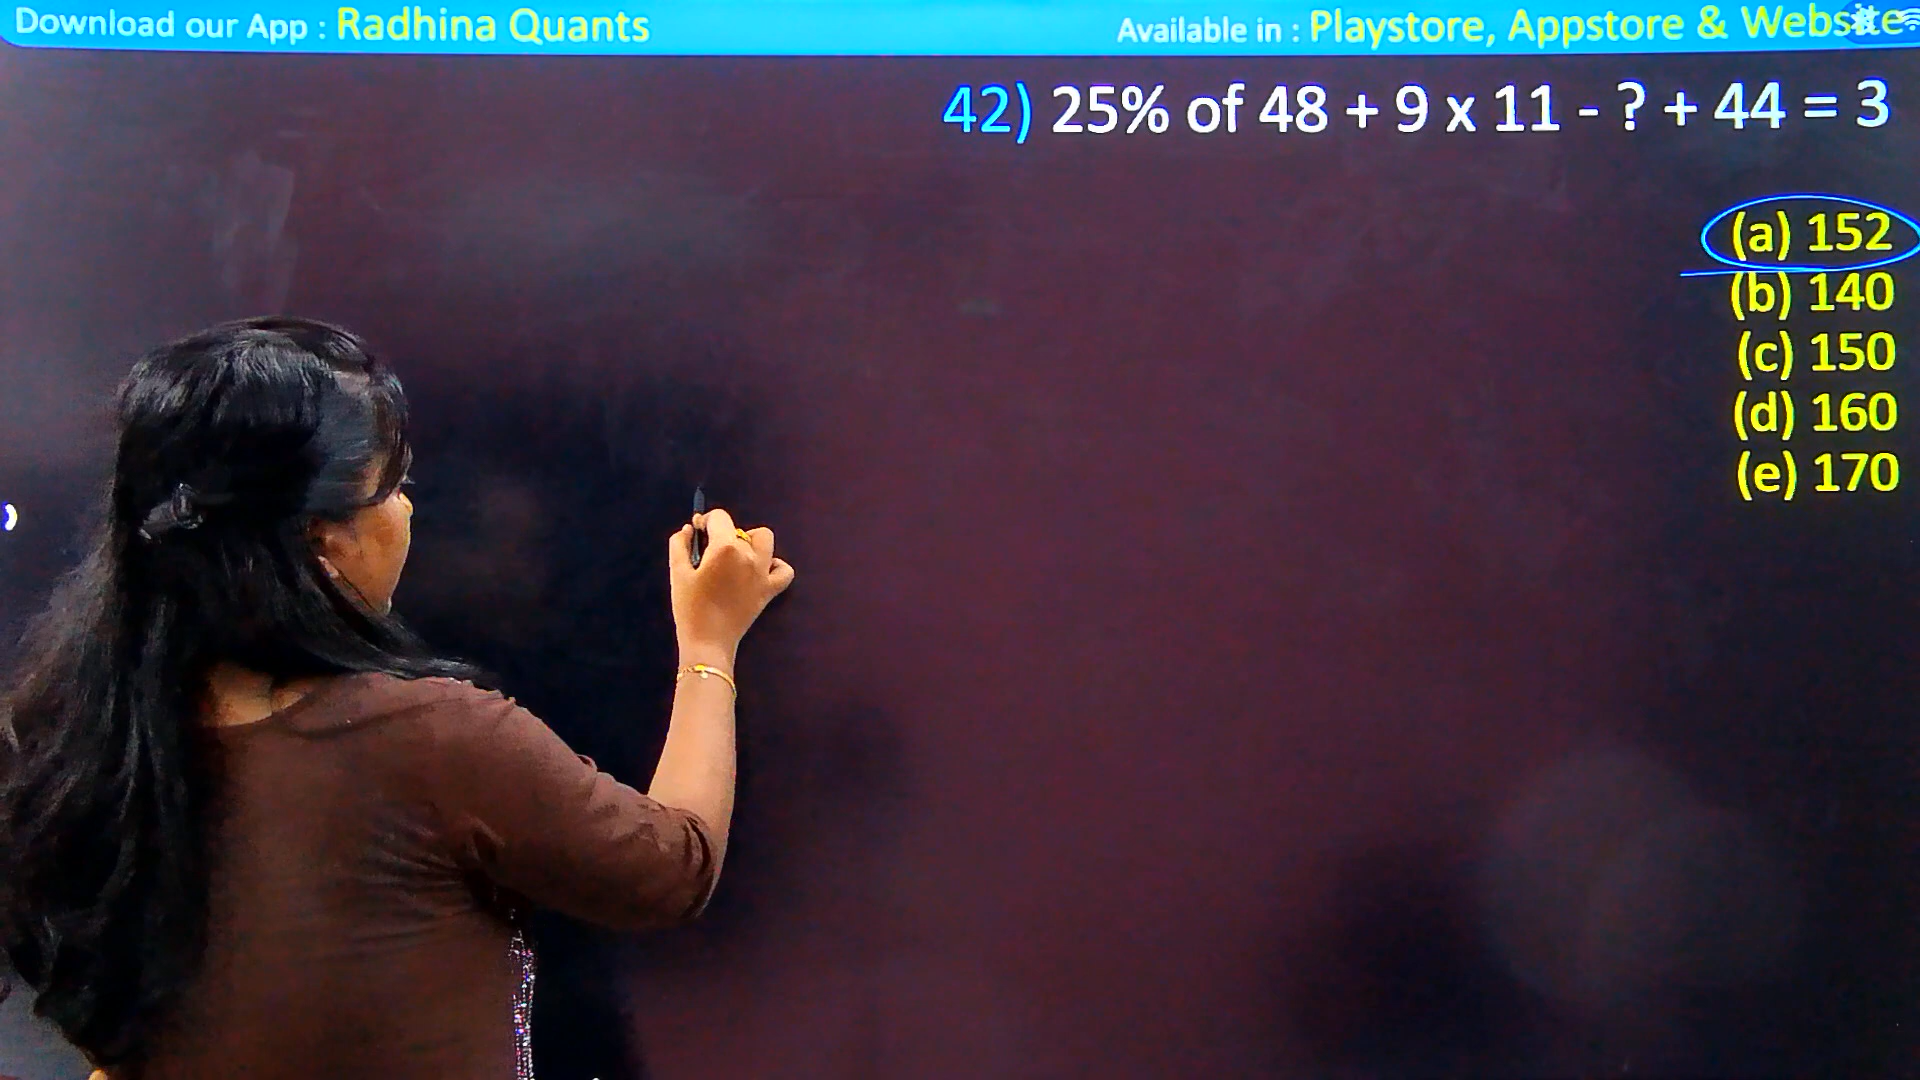 Download our App : Radhina Quants
Available in : Playstore, Appstore & Website
42) 25% of 48 + 9 x 11 - ? + 44 = 3
(a) 152
(b) 140
(c) 150
(d) 160
(e) 170